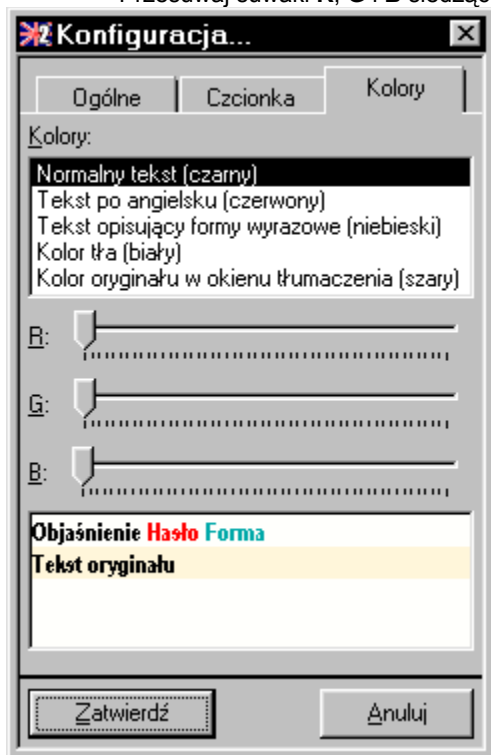 Konfiguracja...
Ogólne Czcionka Kolory
Kolory:
Normalny tekst (czarny)
Tekst po angielsku (czerwony)
Tekst opisujący formy wyrazowe (niebieski)
Kolor tła (biały)
Kolor oryginału w okienu tłumaczenia (szary)
R:
G:
B:
Objaśnienie Hasło Forma
Tekst oryginału
Zatwierdź Anuluj